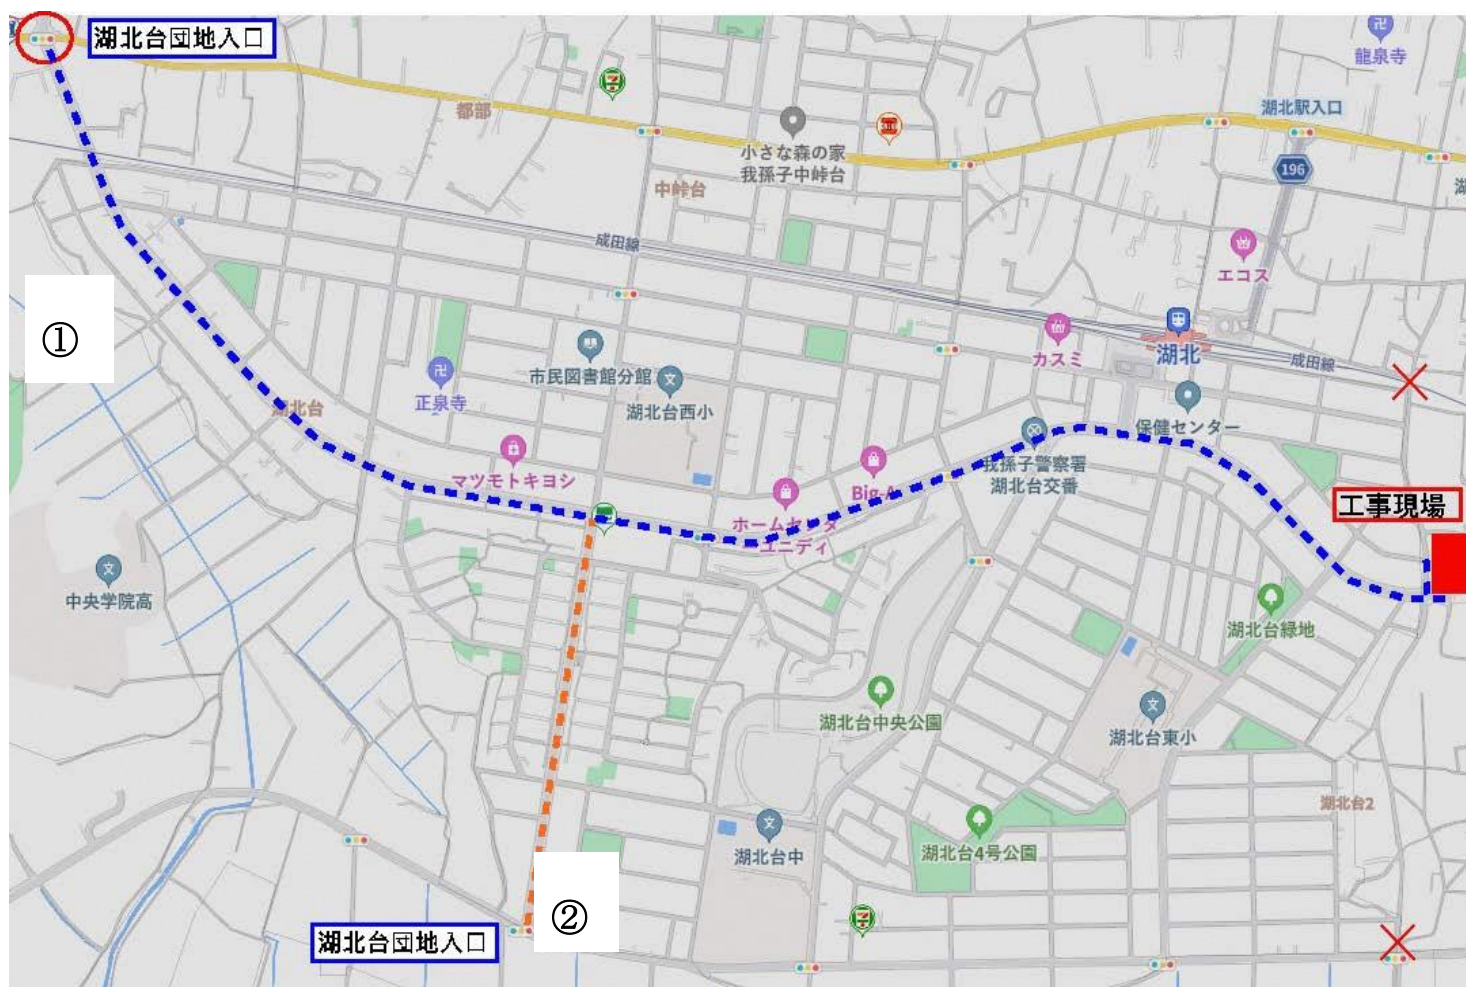 湖北台団地入口
龍泉寺
湖北駅入口
都部
小さな森の家
我孫子中峠台
196
中峠台
成田線
エコス
①
カスミ
湖北
成田線
市民図書館分館
正泉寺
湖北台西小
湖北台
保健センター
マツモトキヨシ
Big-A
我孫子警察署
湖北台交番
工事現場
ホームセンター
ユニディ
中央学院高
湖北台緑地
湖北台中央公園
湖北台東小
湖北台2
湖北台中
湖北台4号公園
②
湖北台団地入口